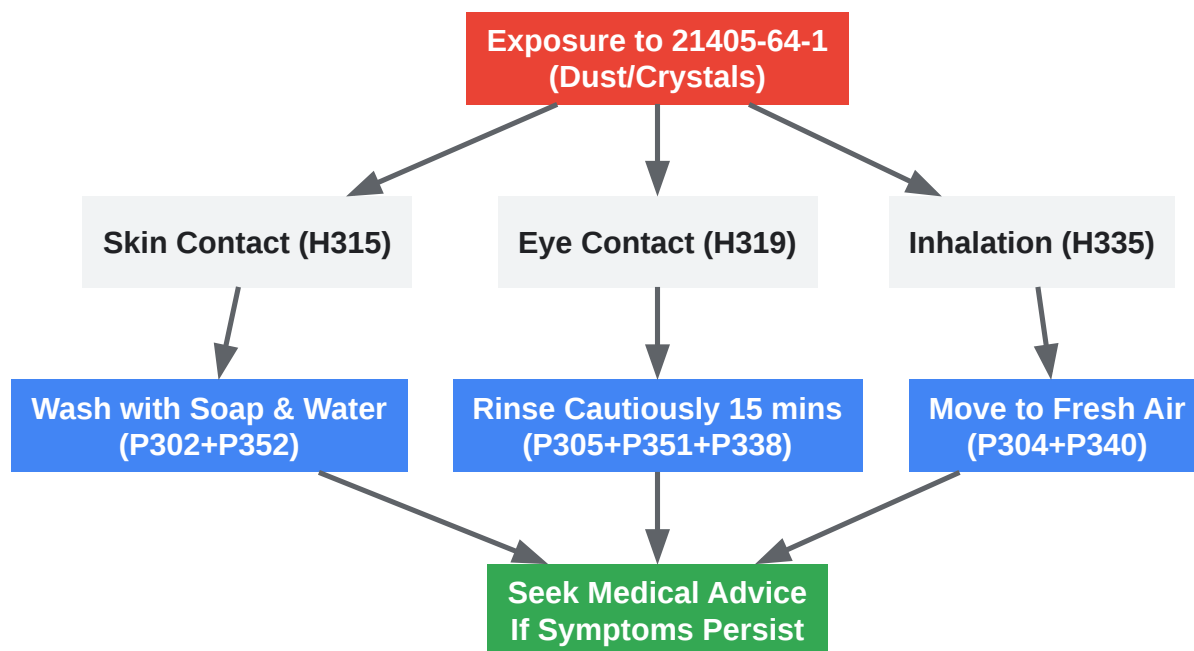 Exposure to 21405-64-1
(Dust/Crystals)
Skin Contact (H315)
Eye Contact (H319)
Inhalation (H335)
Wash with Soap & Water
(P302+P352)
Rinse Cautiously 15 mins
(P305+P351+P338)
Move to Fresh Air
(P304+P340)
Seek Medical Advice
If Symptoms Persist